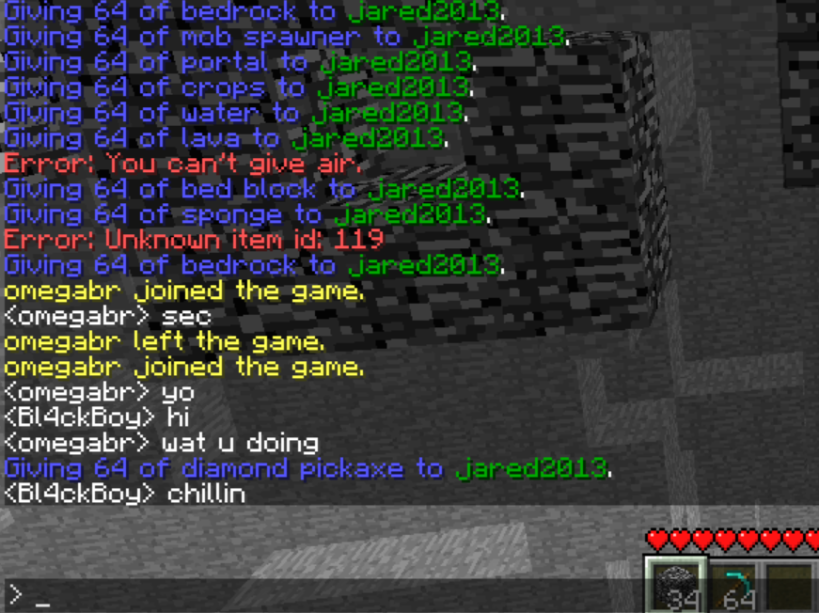 Giving 64 of bedrock to jared2013.
Giving 64 of mob spawner to jared2013.
Giving 64 of portal to jared2013.
Giving 64 of crops to jared2013.
Giving 64 of water to jared2013.
Giving 64 of lava to jared2013.
Error: You can't give air.
Giving 64 of bed block to jared2013.
Giving 64 of sponge to jared2013.
Error: Unknown item id: 119
Giving 64 of bedrock to jared2013.
omegabr joined the game.
<omegabr> sec
omegabr left the game.
omegabr joined the game.
<omegabr> yo
<Bl4ckBoy> hi
<omegabr> wat u doing
Giving 64 of diamond pickaxe to jared2013.
<Bl4ckBoy> chillin
34 64
> _